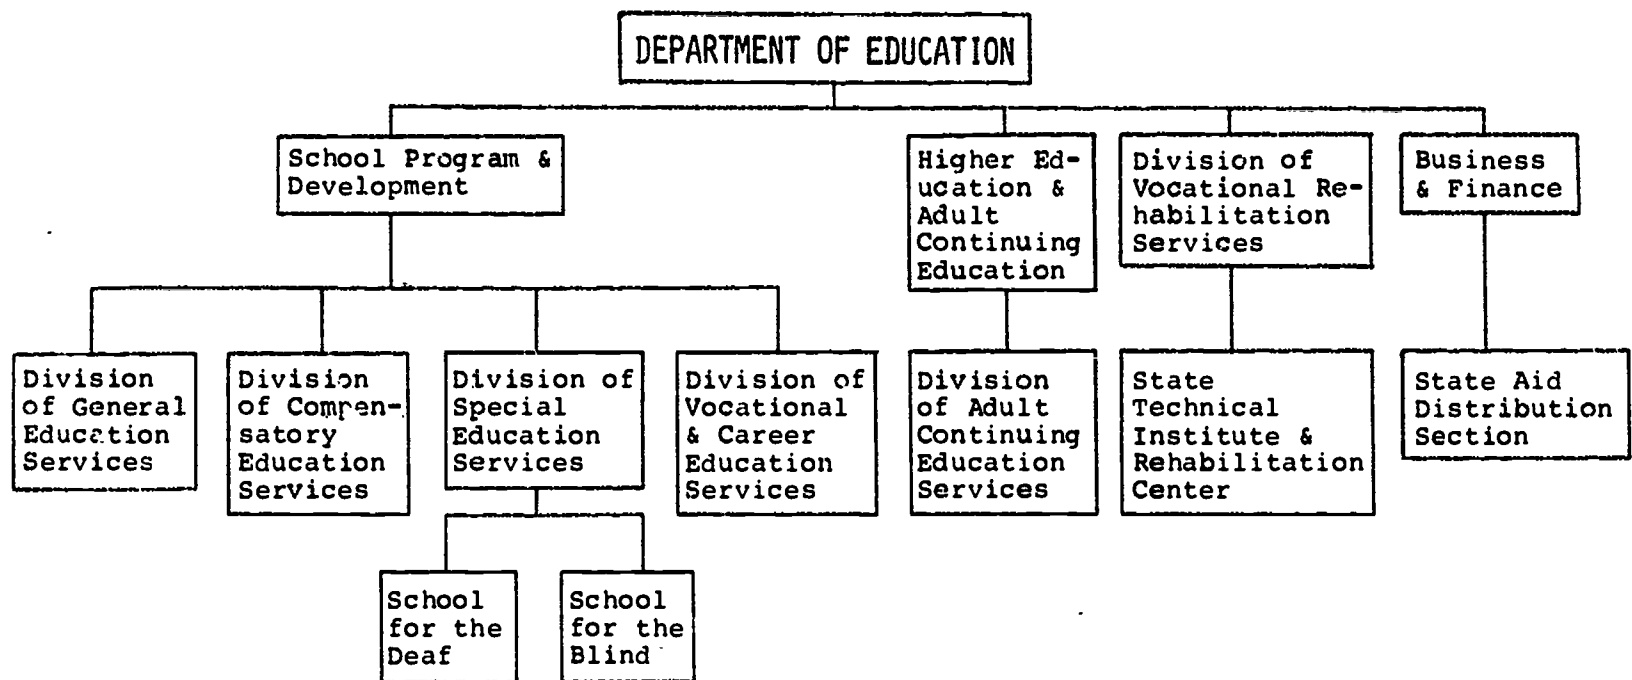 DEPARTMENT OF EDUCATION
School Program &
Development
Higher Ed-
ucation &
Adult
Continuing
Education
Division of
Vocational Re-
habilitation
Services
Business
& Finance
Division
of General
Education
Services
Division
of Compen-
satory
Education
Services
Division of
Special
Education
Services
Division of
Vocational
& Career
Education
Services
Division
of Adult
Continuing
Education
Services
State
Technical
Institute &
Rehabilitation
Center
State Aid
Distribution
Section
School
for the
Deaf
School
for the
Blind